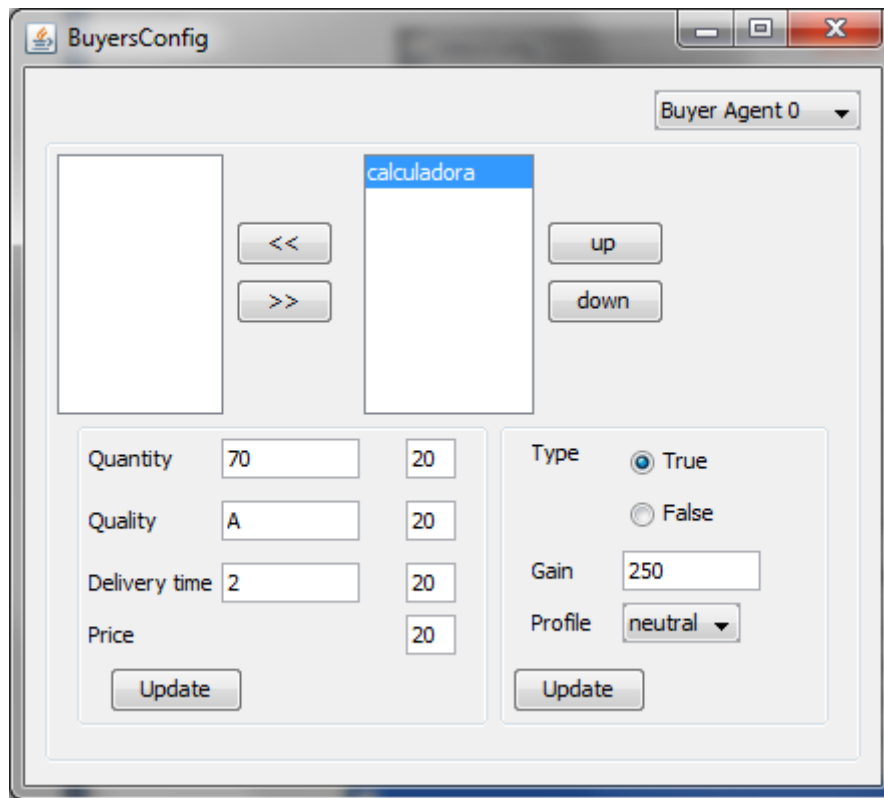 BuyersConfig
Buyer Agent 0
calculadora
<< up
>> down
Quantity 70 20
Quality A 20
Delivery time 2 20
Price 20
Update
Type True
False
Gain 250
Profile neutral
Update